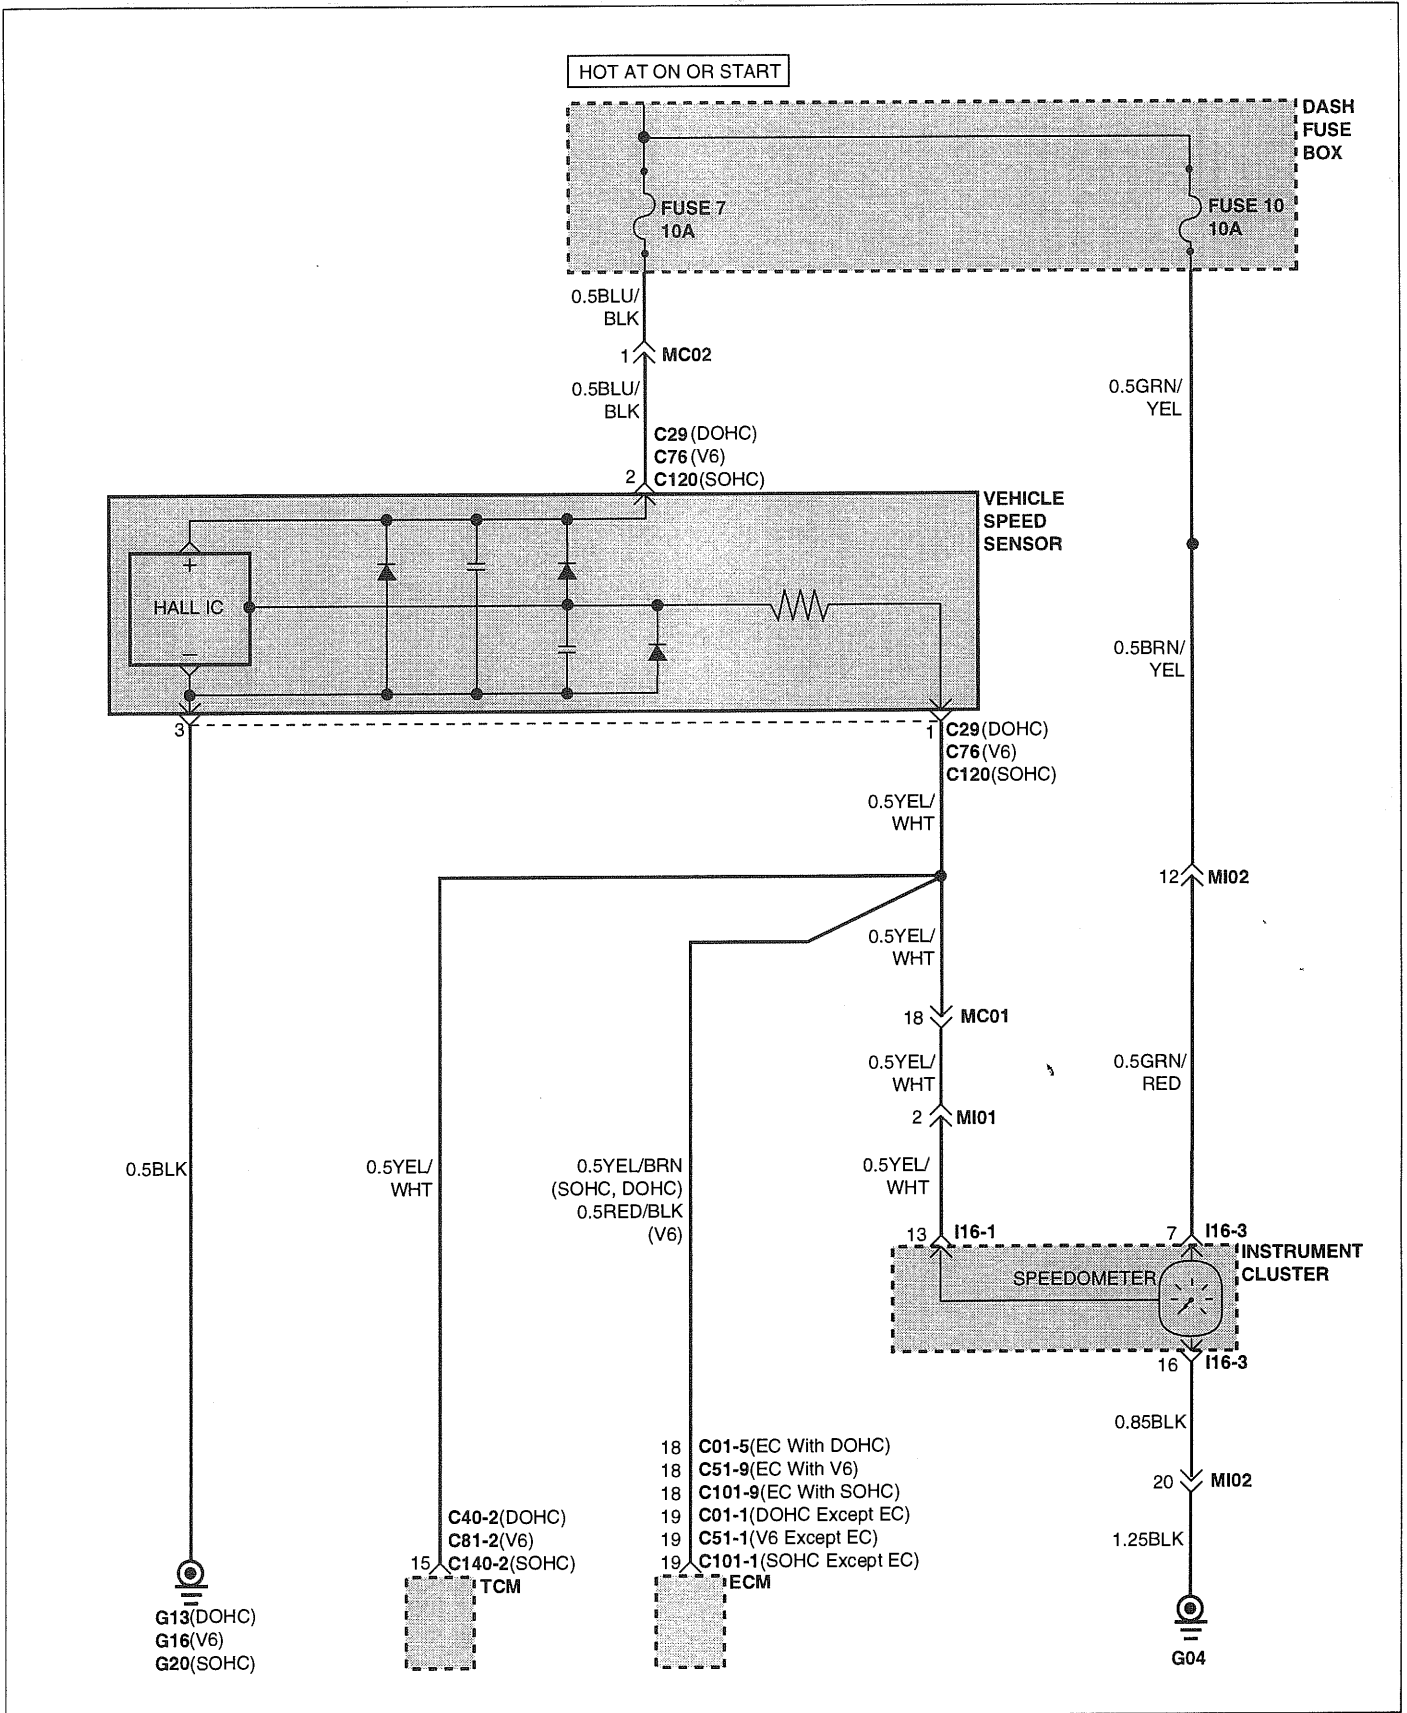 HOT AT ON OR START
DASH
FUSE
BOX
FUSE 7
10A
FUSE 10
10A
0.5BLU/
BLK
1 MC02
0.5BLU/
BLK
0.5GRN/
YEL
C29(DOHC)
C76(V6)
2 C120(SOHC)
VEHICLE
SPEED
SENSOR
+
HALL IC
−
0.5BRN/
YEL
3
1 C29(DOHC)
C76(V6)
C120(SOHC)
0.5YEL/
WHT
12 MI02
0.5YEL/
WHT
18 MC01
0.5YEL/
WHT
0.5GRN/
RED
2 MI01
0.5BLK
0.5YEL/
WHT
0.5YEL/BRN
(SOHC, DOHC)
0.5RED/BLK
(V6)
0.5YEL/
WHT
13 I16-1
7 I16-3
INSTRUMENT
CLUSTER
SPEEDOMETER
16 I16-3
0.85BLK
18 C01-5(EC With DOHC)
18 C51-9(EC With V6)
18 C101-9(EC With SOHC)
19 C01-1(DOHC Except EC)
19 C51-1(V6 Except EC)
19 C101-1(SOHC Except EC)
ECM
20 MI02
1.25BLK
C40-2(DOHC)
C81-2(V6)
15 C140-2(SOHC)
TCM
G13(DOHC)
G16(V6)
G20(SOHC)
G04